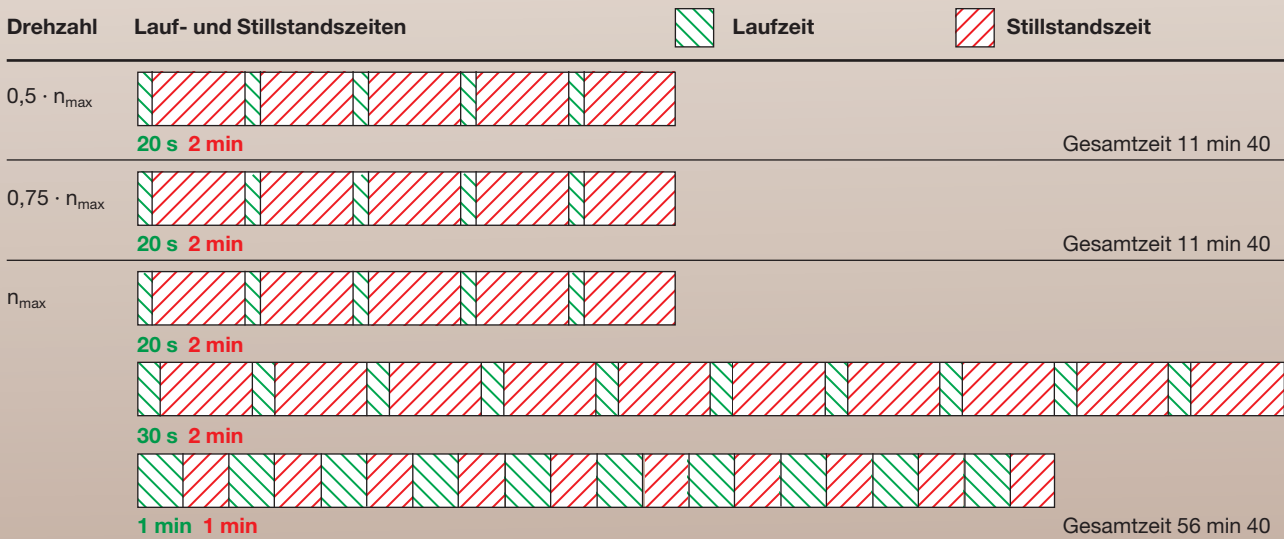 Drehzahl Lauf- und Stillstandszeiten Laufzeit Stillstandszeit
0,5 · nmax
20 s 2 min Gesamtzeit 11 min 40
0,75 · nmax
20 s 2 min Gesamtzeit 11 min 40
nmax
20 s 2 min
30 s 2 min
1 min 1 min Gesamtzeit 56 min 40